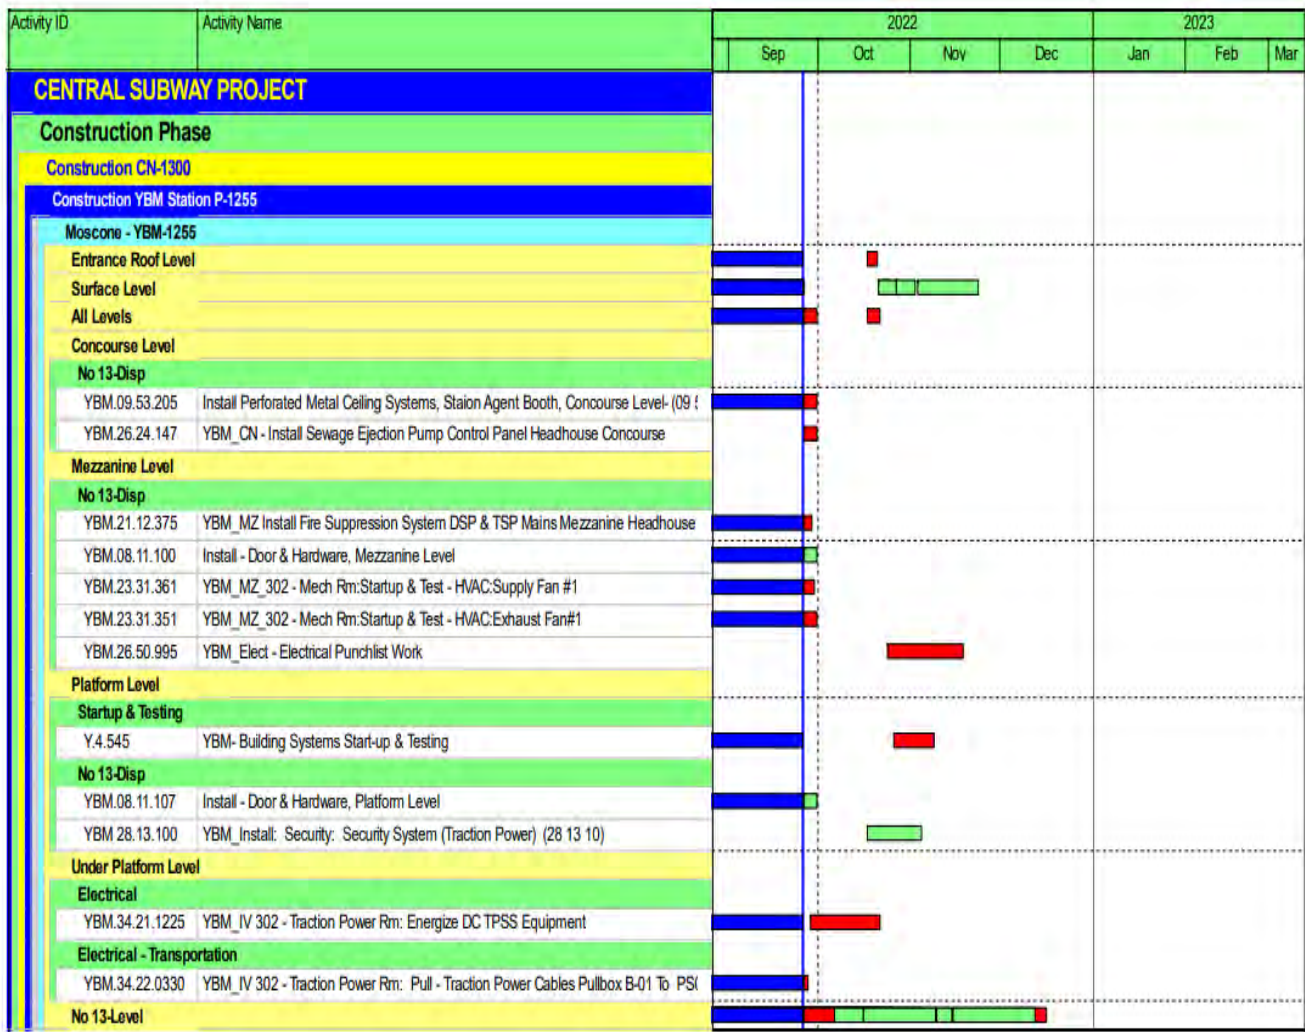 Activity ID Activity Name 2022 2023
Sep Oct Nov Dec Jan Feb Mar
CENTRAL SUBWAY PROJECT
Construction Phase
Construction CN-1300
Construction YBM Station P-1255
Moscone - YBM-1255
Entrance Roof Level
Surface Level
All Levels
Concourse Level
No 13-Disp
YBM.09.53.205 Install Perforated Metal Ceiling Systems, Staion Agent Booth, Concourse Level- (09 5
YBM.26.24.147 YBM_CN - Install Sewage Ejection Pump Control Panel Headhouse Concourse
Mezzanine Level
No 13-Disp
YBM.21.12.375 YBM_MZ Install Fire Suppression System DSP & TSP Mains Mezzanine Headhouse
YBM.08.11.100 Install - Door & Hardware, Mezzanine Level
YBM.23.31.361 YBM_MZ_302 - Mech Rm:Startup & Test - HVAC:Supply Fan #1
YBM.23.31.351 YBM_MZ_302 - Mech Rm:Startup & Test - HVAC:Exhaust Fan#1
YBM.26.50.995 YBM_Elect - Electrical Punchlist Work
Platform Level
Startup & Testing
Y.4.545 YBM- Building Systems Start-up & Testing
No 13-Disp
YBM.08.11.107 Install - Door & Hardware, Platform Level
YBM 28.13.100 YBM_Install: Security: Security System (Traction Power) (28 13 10)
Under Platform Level
Electrical
YBM.34.21.1225 YBM_IV 302 - Traction Power Rm: Energize DC TPSS Equipment
Electrical - Transportation
YBM.34.22.0330 YBM_IV 302 - Traction Power Rm: Pull - Traction Power Cables Pullbox B-01 To
No 13-Level